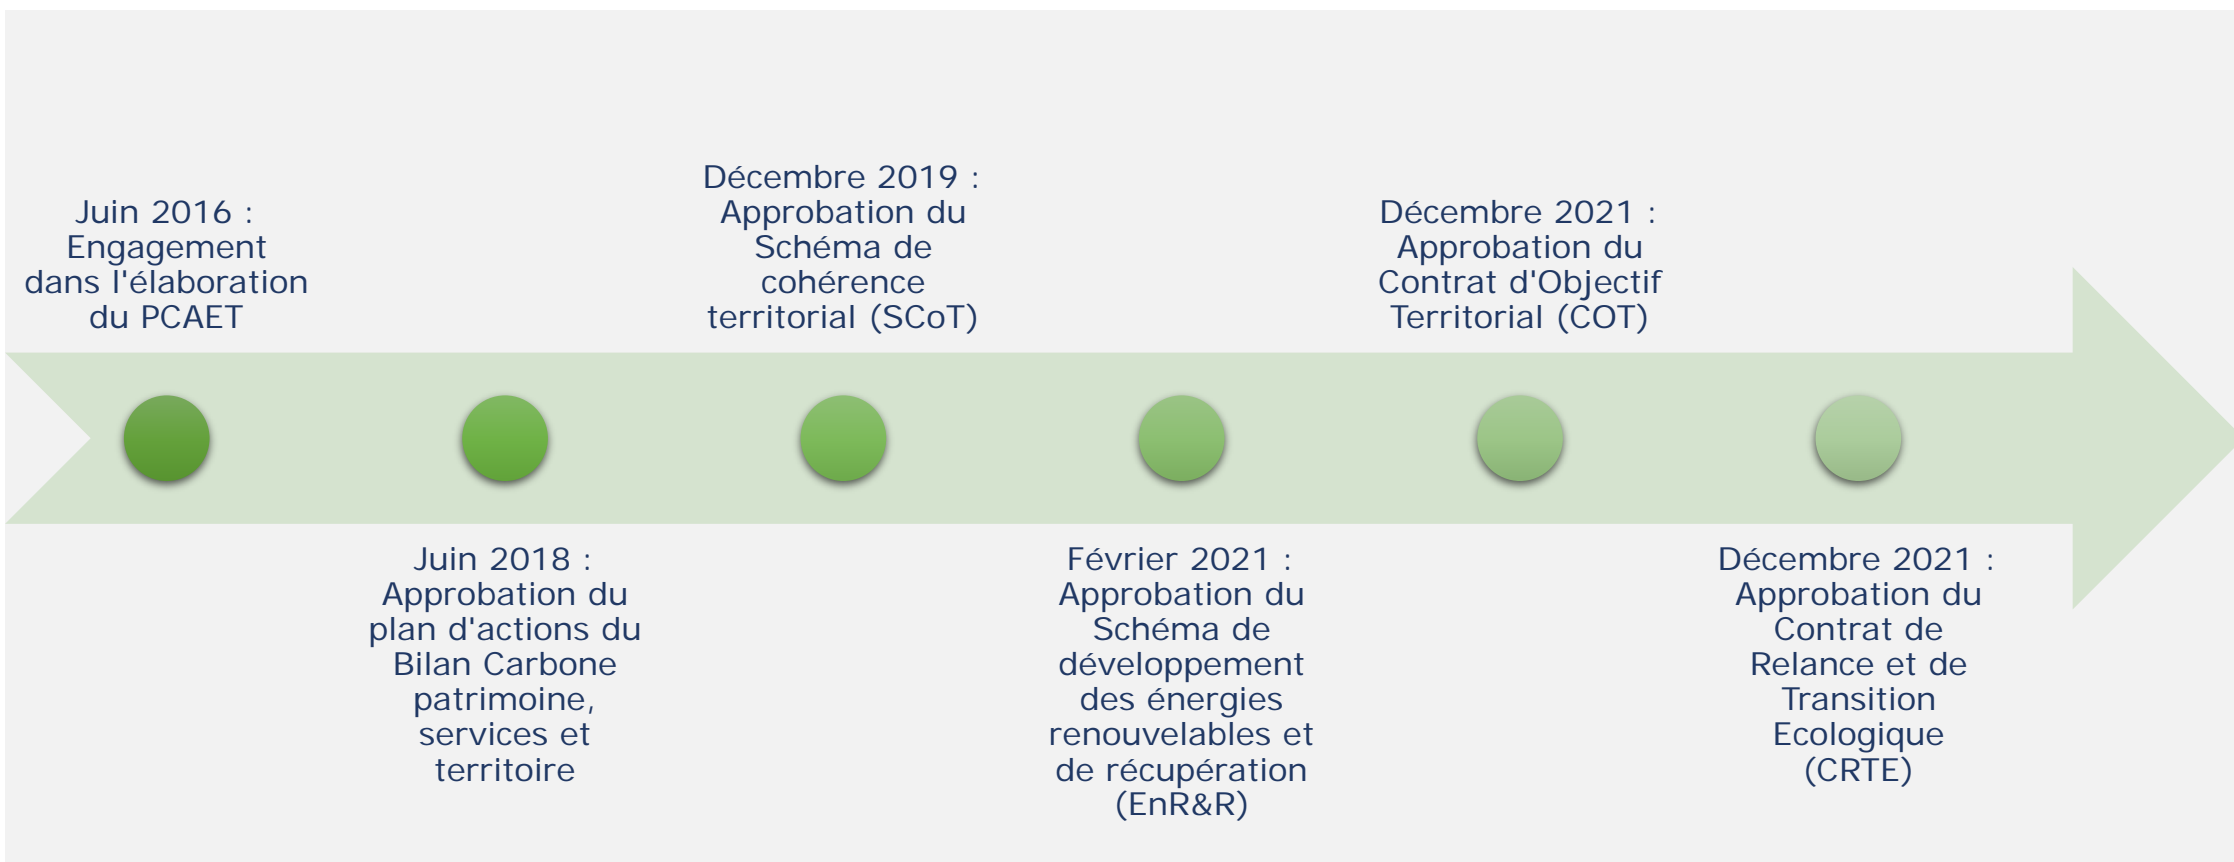 Juin 2016 :
Engagement
dans l'élaboration
du PCAET
Juin 2018 :
Approbation du
plan d'actions du
Bilan Carbone
patrimoine,
services et
territoire
Décembre 2019 :
Approbation du
Schéma de
cohérence
territorial (SCoT)
Février 2021 :
Approbation du
Schéma de
développement
des énergies
renouvelables et
de récupération
(EnR&R)
Décembre 2021 :
Approbation du
Contrat d'Objectif
Territorial (COT)
Décembre 2021 :
Approbation du
Contrat de
Relance et de
Transition
Ecologique
(CRTE)